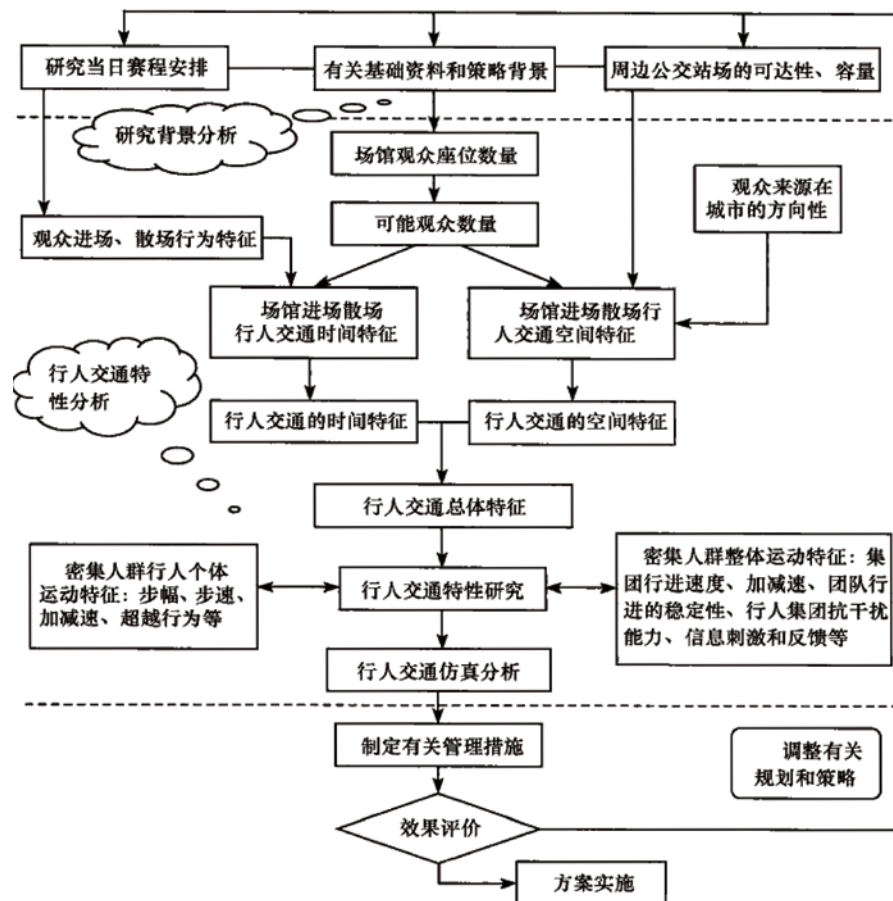 研究当日赛程安排
有关基础资料和策略背景
周边公交站场的可达性、容量
研究背景分析
场馆观众座位数量
观众来源在
城市的方向性
可能观众数量
观众进场、散场行为特征
场馆进场散场
行人交通时间特征
场馆进场散场行
人交通空间特征
行人交通特
性分析
行人交通的时间特征
行人交通的空间特征
行人交通总体特征
密集人群行人个体
运动特征：步幅、步速、
加减速、超越行为等
行人交通特性研究
密集人群整体运动特征：集
团行进速度、加减速、团队行
进的稳定性、行人集团抗干扰
能力、信息刺激和反馈等
行人交通仿真分析
制定有关管理措施
调整有关
规划和策略
效果评价
方案实施